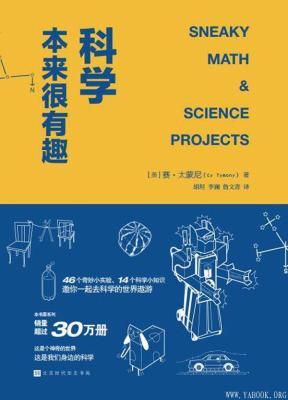 科学
本来很有趣
SNEAKY
MATH
&
SCIENCE
PROJECTS
[美] 赛·太蒙尼(Cy Tymony) 著
胡坦 李斓 詹文青 译
46个奇妙小实验、14个科学小知识
邀你一起去科学的世界遨游
本书原系列
销量
超过
30万册
这是个神奇的世界
这是我们身边的科学
北京时代华文书局
WWW.YABOOK.ORG
N